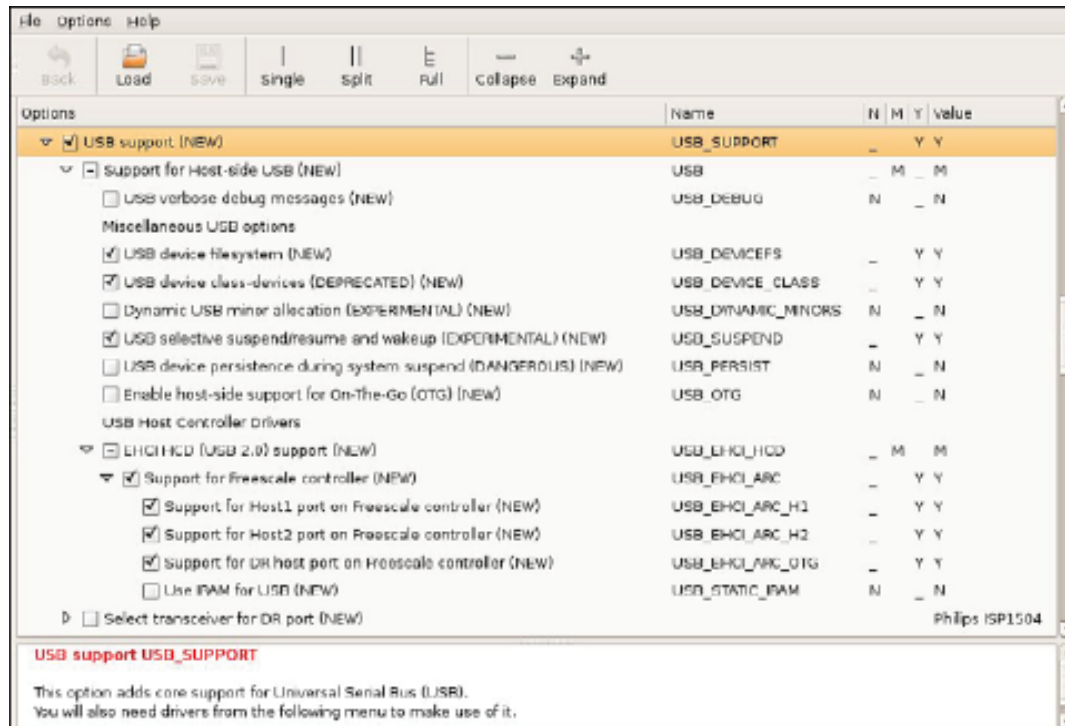 File Options Help
Back Load Save Single Split Full Collapse Expand
Options Name N M Y Value
USB support (NEW) USB_SUPPORT _ Y Y
Support for Host-side USB (NEW) USB _ M _ M
USB verbose debug messages (NEW) USB_DEBUG N _ N
Miscellaneous USB options
USB device filesystem (NEW) USB_DEVICEFS _ Y Y
USB device class-devices (DEPRECATED) (NEW) USB_DEVICE_CLASS _ Y Y
Dynamic USB minor allocation (EXPERIMENTAL) (NEW) USB_DYNAMIC_MINORS N _ N
USB selective suspend/resume and wakeup (EXPERIMENTAL) (NEW) USB_SUSPEND _ Y Y
USB device persistence during system suspend (DANGEROUS) (NEW) USB_PERSIST N _ N
Enable host-side support for On-The-Go (OTG) (NEW) USB_OTG N _ N
USB Host Controller Drivers
EHCI HCD (USB 2.0) support (NEW) USB_EHCI_HCD _ M M
Support for Freescale controller (NEW) USB_EHCI_ARC _ Y Y
Support for Host1 port on Freescale controller (NEW) USB_EHCI_ARC_H1 _ Y Y
Support for Host2 port on Freescale controller (NEW) USB_EHCI_ARC_H2 _ Y Y
Support for DR host port on Freescale controller (NEW) USB_EHCI_ARC_OTG _ Y Y
Use IRAM for USB (NEW) USB_STATIC_IRAM N _ N
Select transceiver for DR port (NEW) Philips ISP1504
USB support USB_SUPPORT
This option adds core support for Universal Serial Bus (USB).
You will also need drivers from the following menu to make use of it.